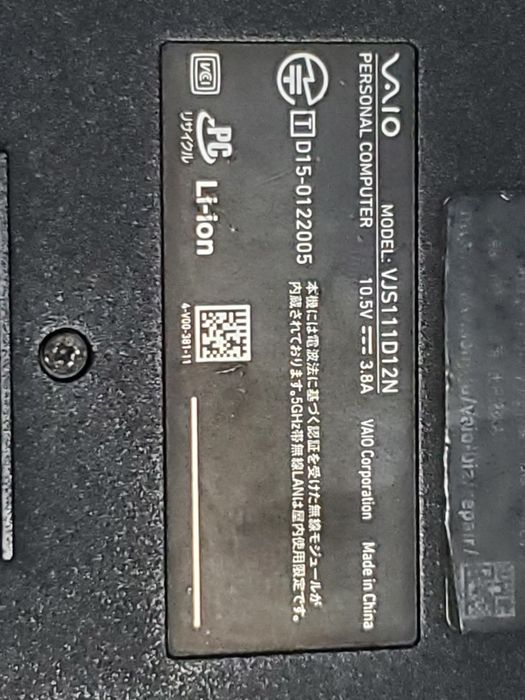 VAIO
PERSONAL COMPUTER
MODEL: VJS111D12N
10.5V 3.8A
VAIO Corporation
Made in China
T D15-0122005
本機には電波法に基づく認証を受けた無線モジュールが
内蔵されております。5GHz帯無線LANは屋内使用限定です。
VCCI
PC
リサイクル
Li-ion
4-V00-381-11